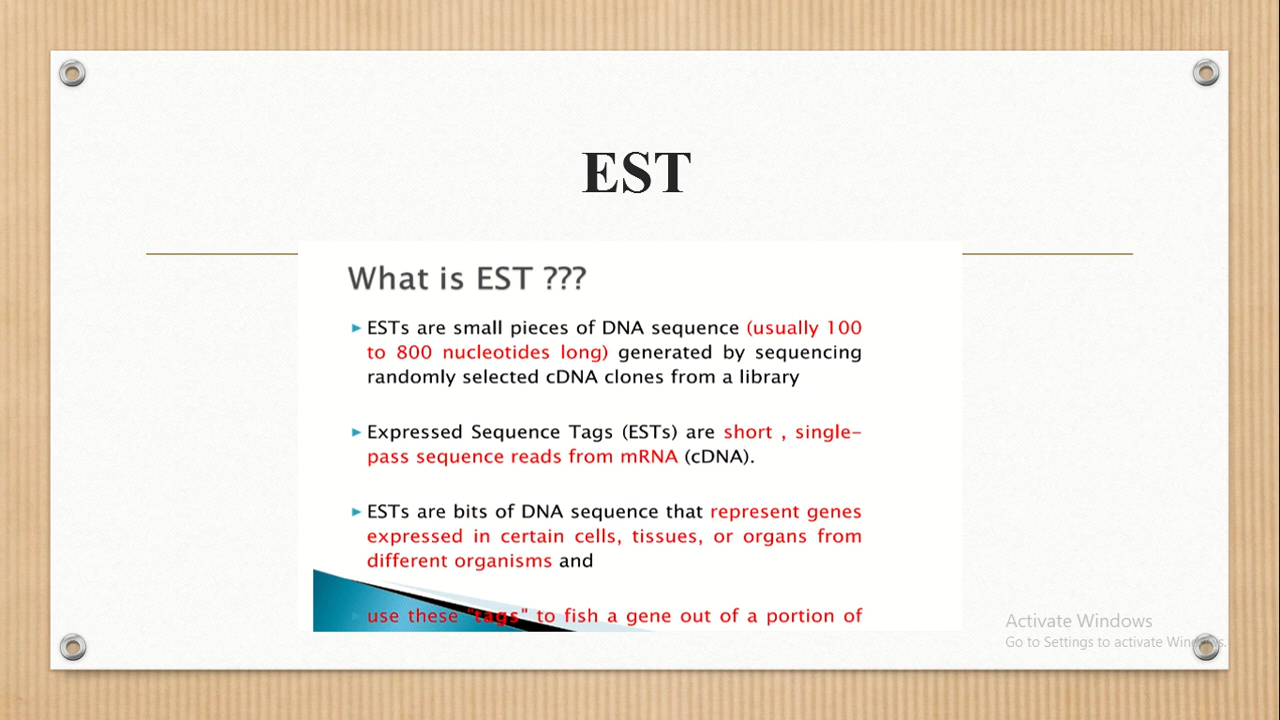 EST
What is EST ???
ESTs are small pieces of DNA sequence (usually 100
to 800 nucleotides long) generated by sequencing
randomly selected cDNA clones from a library
Expressed Sequence Tags (ESTs) are short , single-
pass sequence reads from mRNA (cDNA).
ESTs are bits of DNA sequence that represent genes
expressed in certain cells, tissues, or organs from
different organisms and
use these "tags" to fish a gene out of a portion of
Activate Windows
Go to Settings to activate Windows.